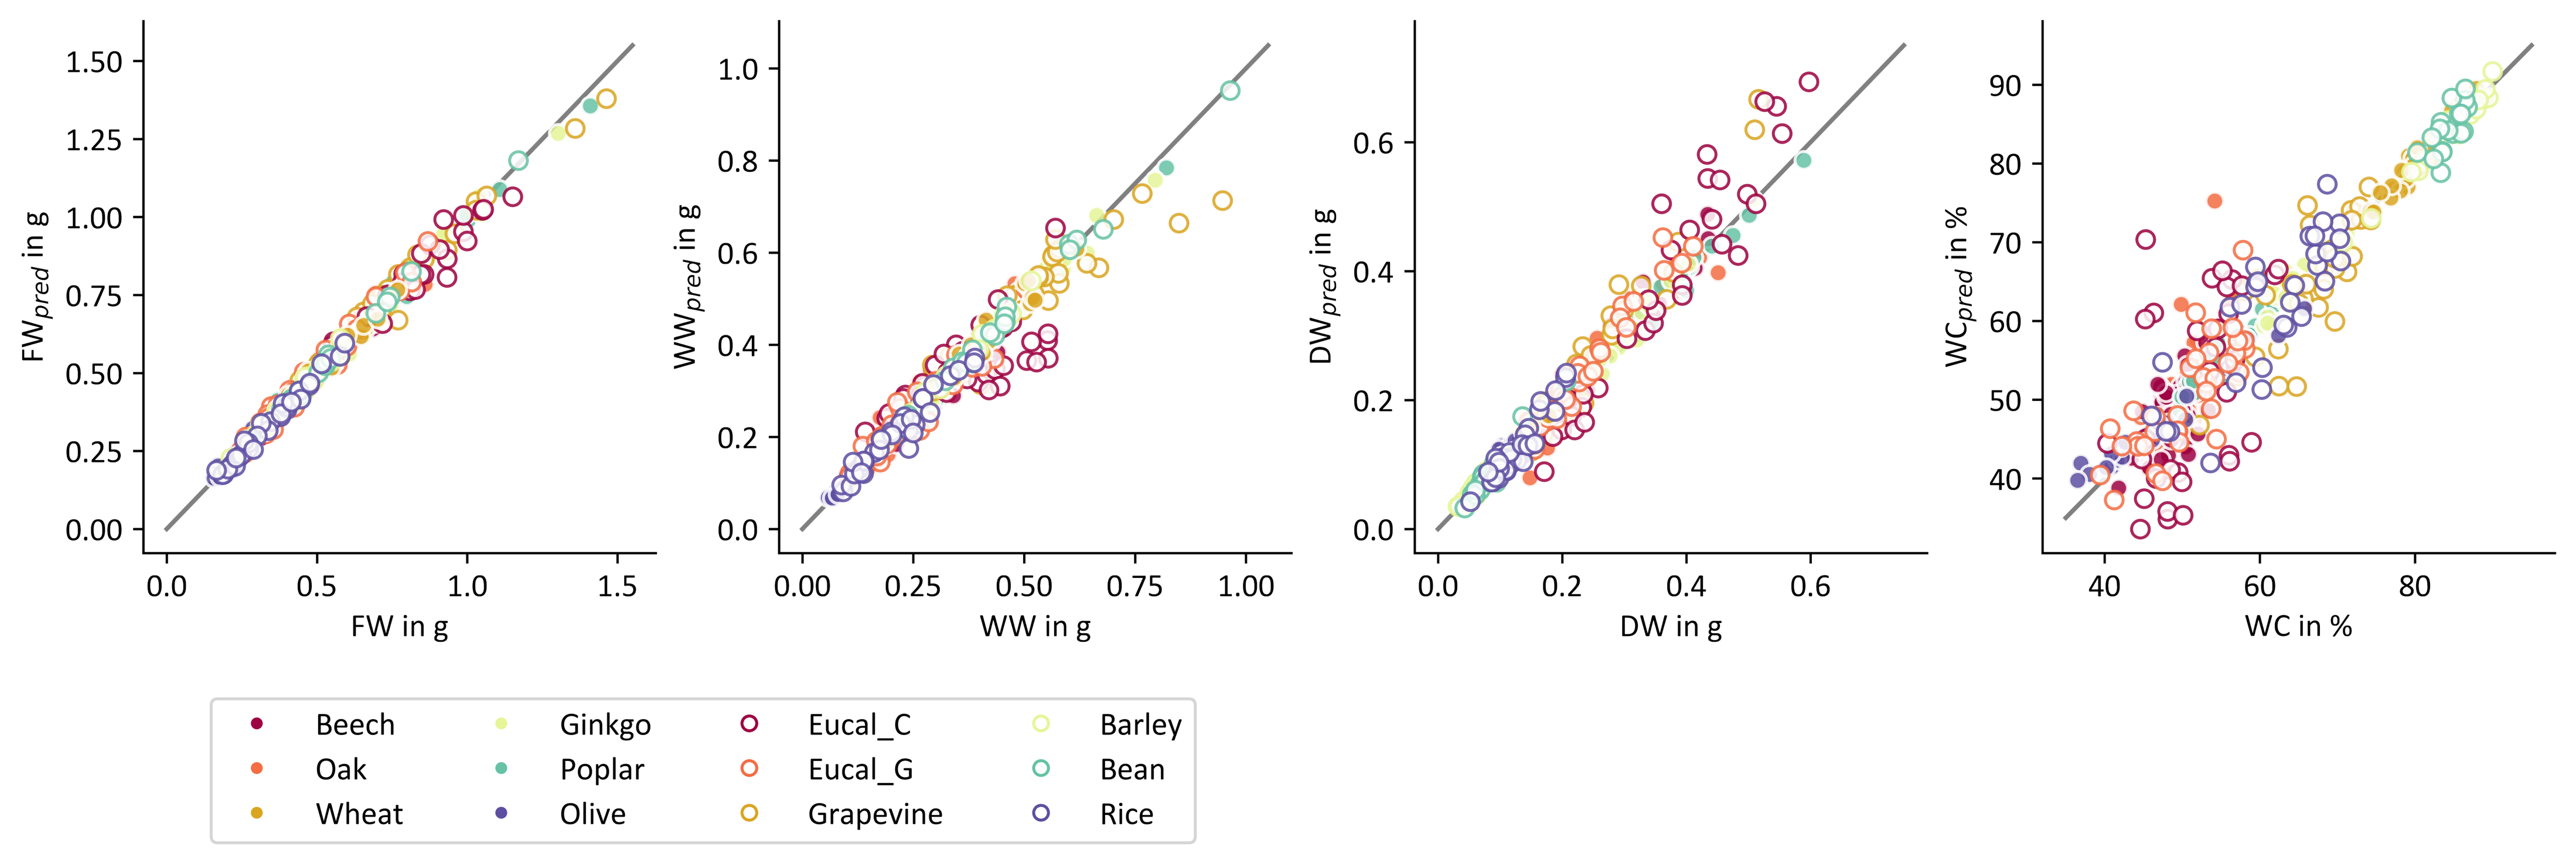 1.50
1.25
1.00
0.75
0.50
0.25
0.00
FWpred in g
0.0 0.5 1.0 1.5
FW in g
1.0
0.8
0.6
0.4
0.2
0.0
WWpred in g
0.00 0.25 0.50 0.75 1.00
WW in g
0.6
0.4
0.2
0.0
DWpred in g
0.0 0.2 0.4 0.6
DW in g
90
80
70
60
50
40
WCpred in %
40 60 80
WC in %
Beech Ginkgo Eucal_C Barley
Oak Poplar Eucal_G Bean
Wheat Olive Grapevine Rice